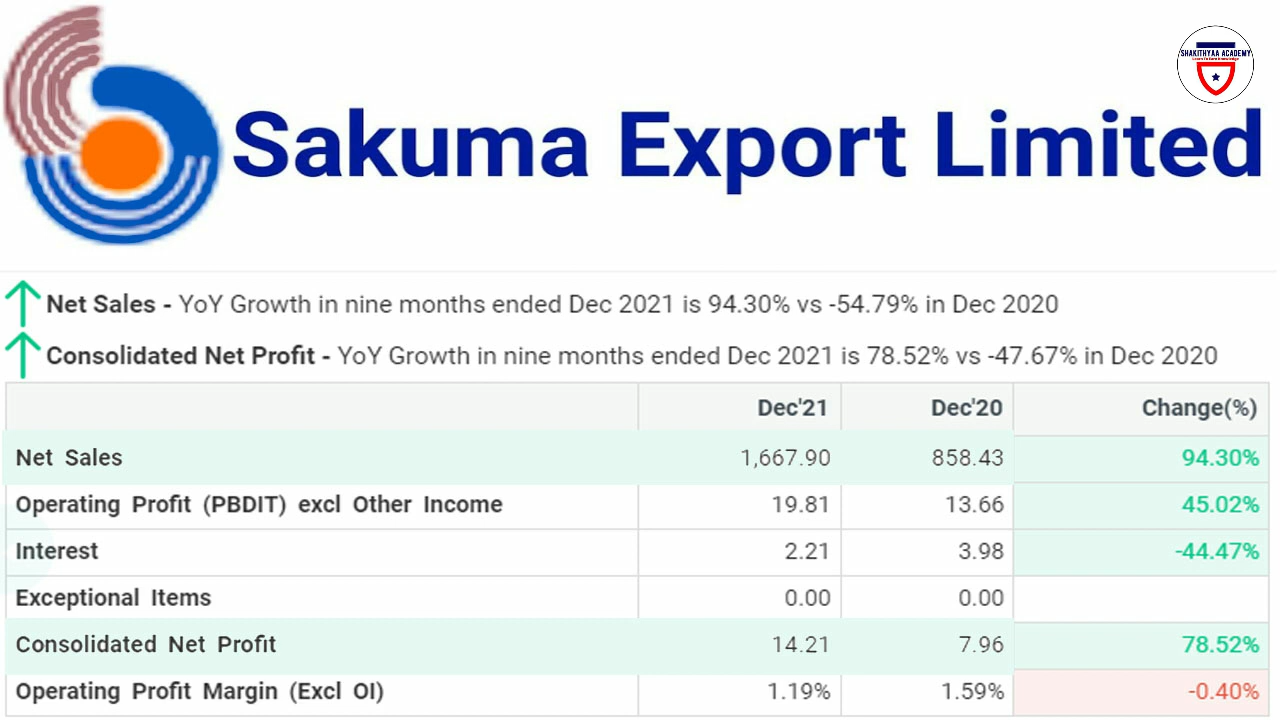 SHAKITHYAA ACADEMY
Learn To Earn Knowledge
Sakuma Export Limited
Net Sales - YoY Growth in nine months ended Dec 2021 is 94.30% vs -54.79% in Dec 2020
Consolidated Net Profit - YoY Growth in nine months ended Dec 2021 is 78.52% vs -47.67% in Dec 2020
Dec'21 Dec'20 Change(%)
Net Sales 1,667.90 858.43 94.30%
Operating Profit (PBDIT) excl Other Income 19.81 13.66 45.02%
Interest 2.21 3.98 -44.47%
Exceptional Items 0.00 0.00
Consolidated Net Profit 14.21 7.96 78.52%
Operating Profit Margin (Excl OI) 1.19% 1.59% -0.40%